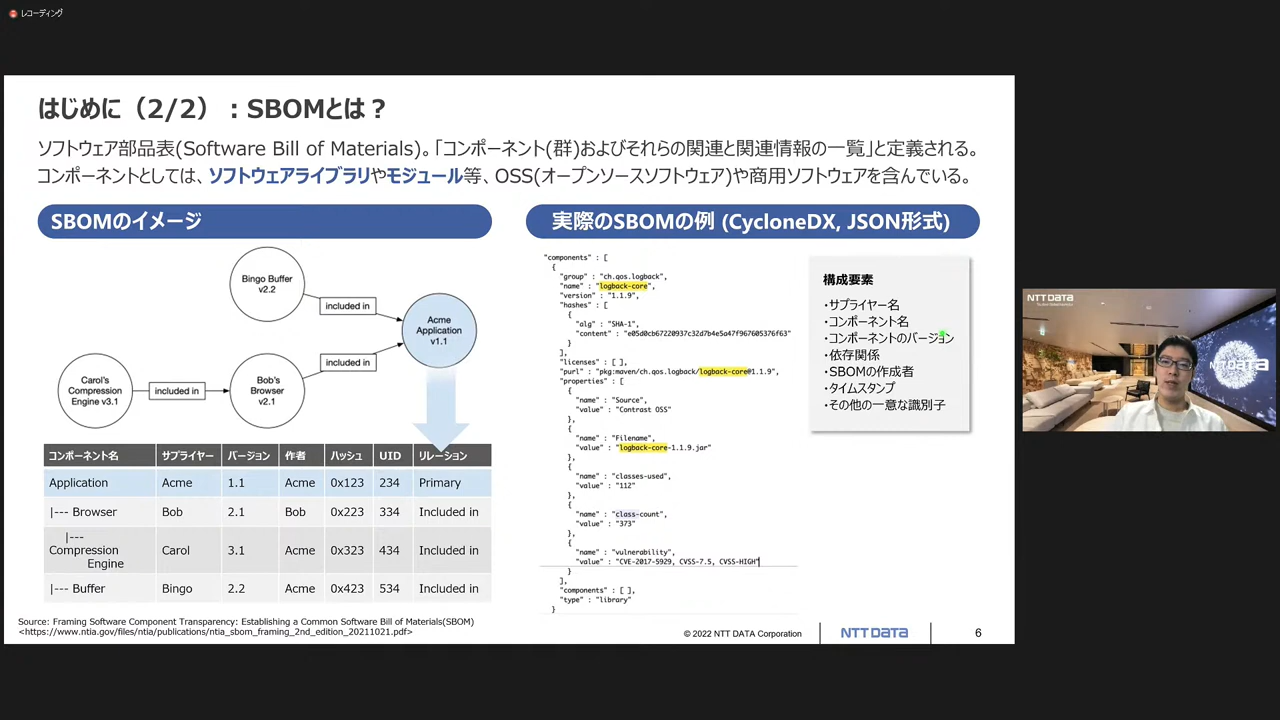 レコーディング
はじめに（2/2）：SBOMとは？
ソフトウェア部品表(Software Bill of Materials)。「コンポーネント(群)およびそれらの関連と関連情報の一覧」と定義される。
コンポーネントとしては、ソフトウェアライブラリやモジュール等、OSS(オープンソースソフトウェア)や商用ソフトウェアを含んでいる。
SBOMのイメージ
Bingo Buffer
v2.2
included in
Acme
Application
v1.1
included in
Carol's
Compression
Engine v3.1
included in
Bob's
Browser
v2.1
コンポーネント名 サプライヤー バージョン 作者 ハッシュ UID リレーション
Application Acme 1.1 Acme 0x123 234 Primary
|--- Browser Bob 2.1 Bob 0x223 334 Included in
|---
Compression
Engine Carol 3.1 Acme 0x323 434 Included in
|--- Buffer Bingo 2.2 Acme 0x423 534 Included in
Source: Framing Software Component Transparency: Establishing a Common Software Bill of Materials(SBOM)
<https://www.ntia.gov/files/ntia/publications/ntia_sbom_framing_2nd_edition_20211021.pdf>
実際のSBOMの例 (CycloneDX, JSON形式)
"components" : [
{
"group" : "ch.qos.logback",
"name" : "logback-core",
"version" : "1.1.9",
"hashes" : [
{
"alg" : "SHA-1",
"content" : "e05d0cb67220937c32d7b4e5a47f967605376f63"
}
],
"licenses" : [ ],
"purl" : "pkg:maven/ch.qos.logback/logback-core@1.1.9",
"properties" : [
{
"name" : "Source",
"value" : "Contrast OSS"
},
{
"name" : "Filename",
"value" : "logback-core-1.1.9.jar"
},
{
"name" : "classes-used",
"value" : "112"
},
{
"name" : "class-count",
"value" : "373"
},
{
"name" : "vulnerability",
"value" : "CVE-2017-5929, CVSS-7.5, CVSS-HIGH"
}
],
"components" : [ ],
"type" : "library"
}
構成要素
・サプライヤー名
・コンポーネント名
・コンポーネントのバージョン
・依存関係
・SBOMの作成者
・タイムスタンプ
・その他の一意な識別子
© 2022 NTT DATA Corporation
NTT DATA
6
NTT DATA